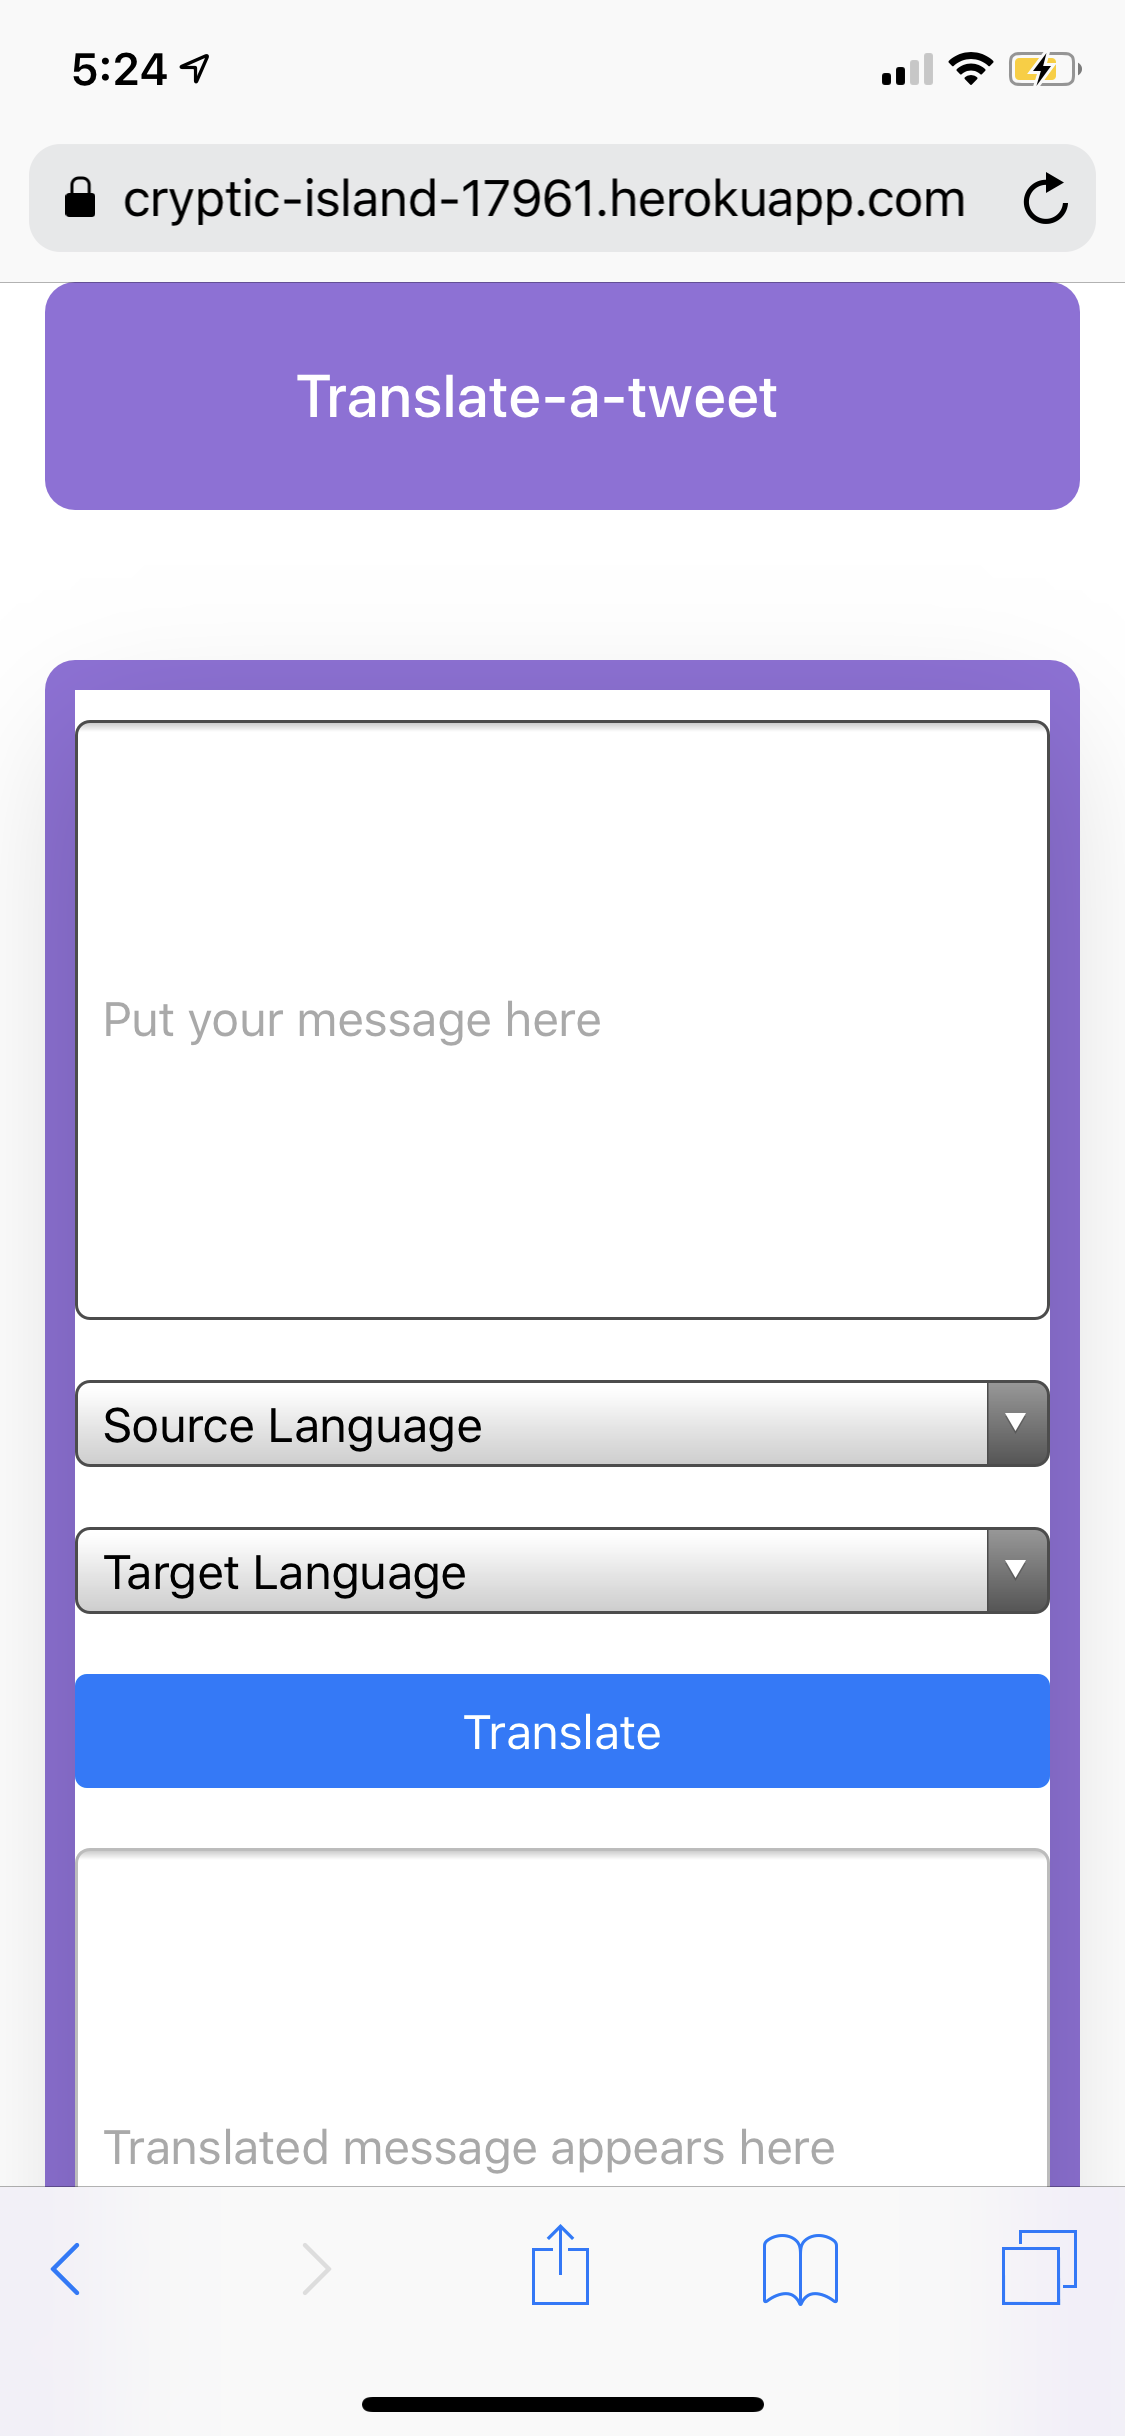 5:24
cryptic-island-17961.herokuapp.com
Translate-a-tweet
Put your message here
Source Language
Target Language
Translate
Translated message appears here